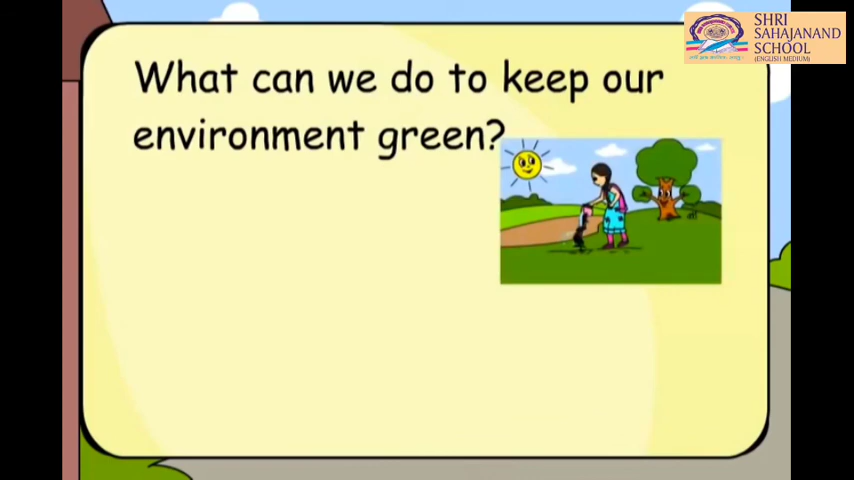 What can we do to keep our
environment green?
SHRI
SAHAJANAND
SCHOOL
(ENGLISH MEDIUM)